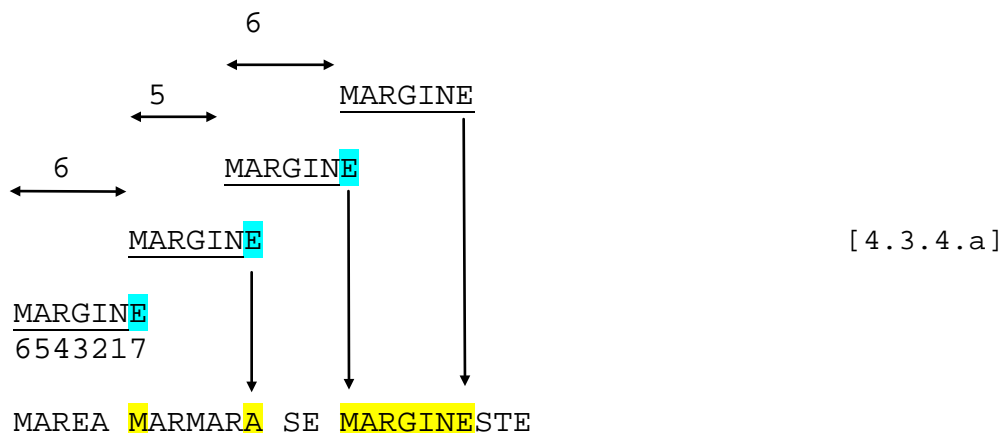 6
5 MARGINE
6 MARGINE
MARGINE [4.3.4.a]
MARGINE
6543217
MAREA MARMARA SE MARGINESTE